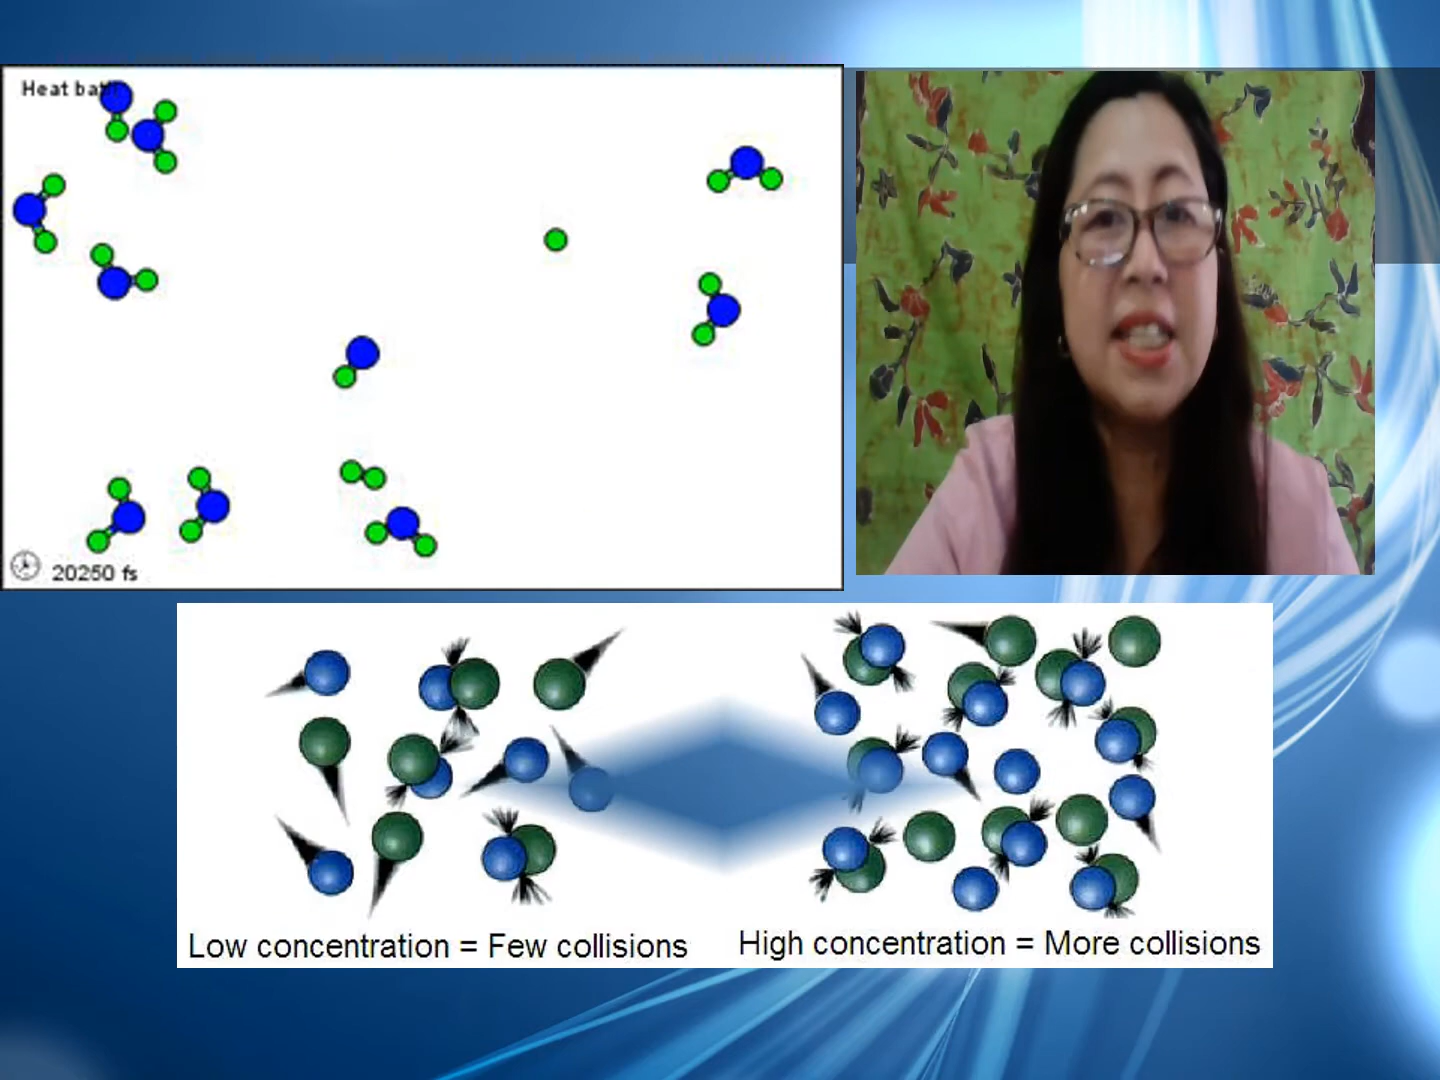 Heat bath
20250 fs
Low concentration = Few collisions
High concentration = More collisions